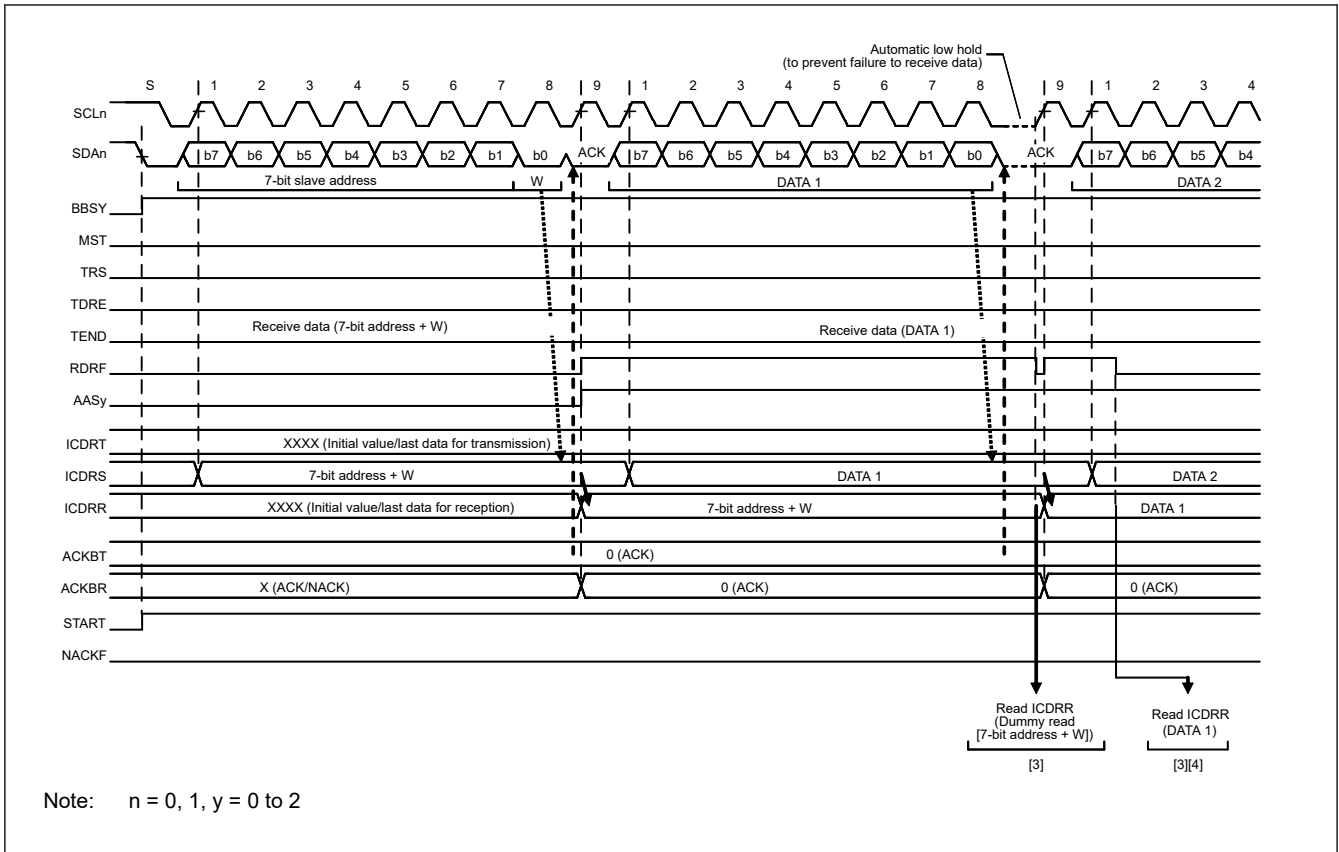 Automatic low hold
(to prevent failure to receive data)
S 1 2 3 4 5 6 7 8 9 1 2 3 4 5 6 7 8 9 1 2 3 4
SCLn
SDAn b7 b6 b5 b4 b3 b2 b1 b0 ACK b7 b6 b5 b4 b3 b2 b1 b0 ACK b7 b6 b5 b4
7-bit slave address W DATA 1 DATA 2
BBSY
MST
TRS
TDRE
Receive data (7-bit address + W) Receive data (DATA 1)
TEND
RDRF
AASy
ICDRT XXXX (Initial value/last data for transmission)
ICDRS 7-bit address + W DATA 1 DATA 2
ICDRR XXXX (Initial value/last data for reception) 7-bit address + W DATA 1
ACKBT 0 (ACK)
ACKBR X (ACK/NACK) 0 (ACK) 0 (ACK)
START
NACKF
Read ICDRR
(Dummy read
[7-bit address + W])
[3]
Read ICDRR
(DATA 1)
[3][4]
Note: n = 0, 1, y = 0 to 2